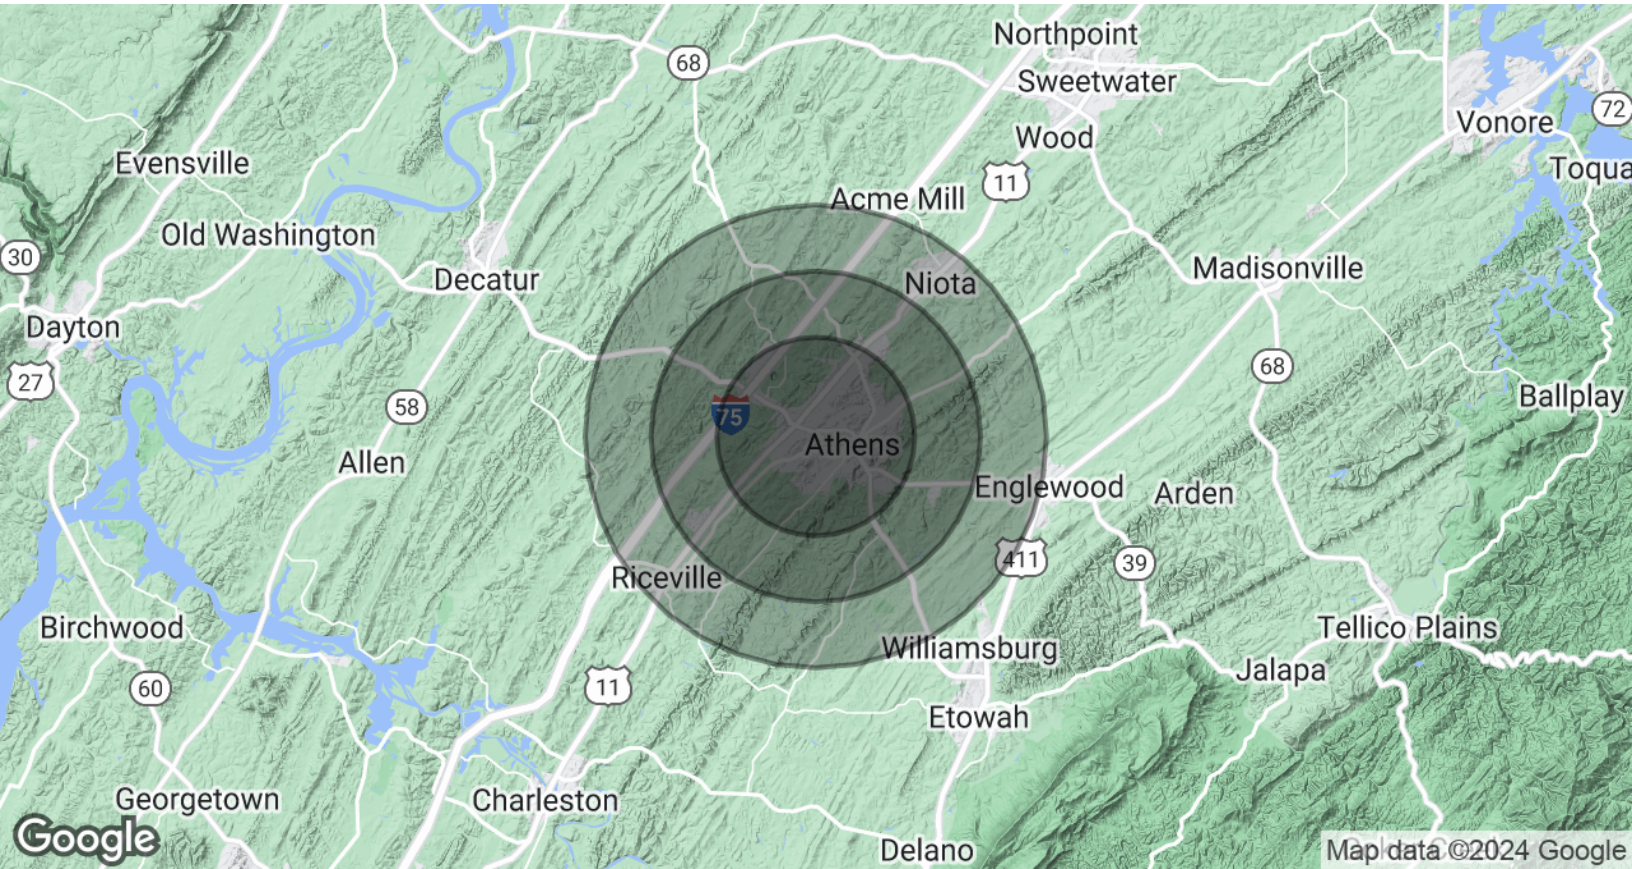 Northpoint
68
Sweetwater
72
Vonore
Wood
Evensville
Toqua
11
Acme Mill
Old Washington
30
Madisonville
Decatur
Niota
Dayton
68
27
Ballplay
58
75
Athens
Allen
Englewood
Arden
411
39
Riceville
Birchwood
Tellico Plains
Williamsburg
Jalapa
60
11
Etowah
Georgetown
Charleston
Google
Delano
Map data ©2024 Google